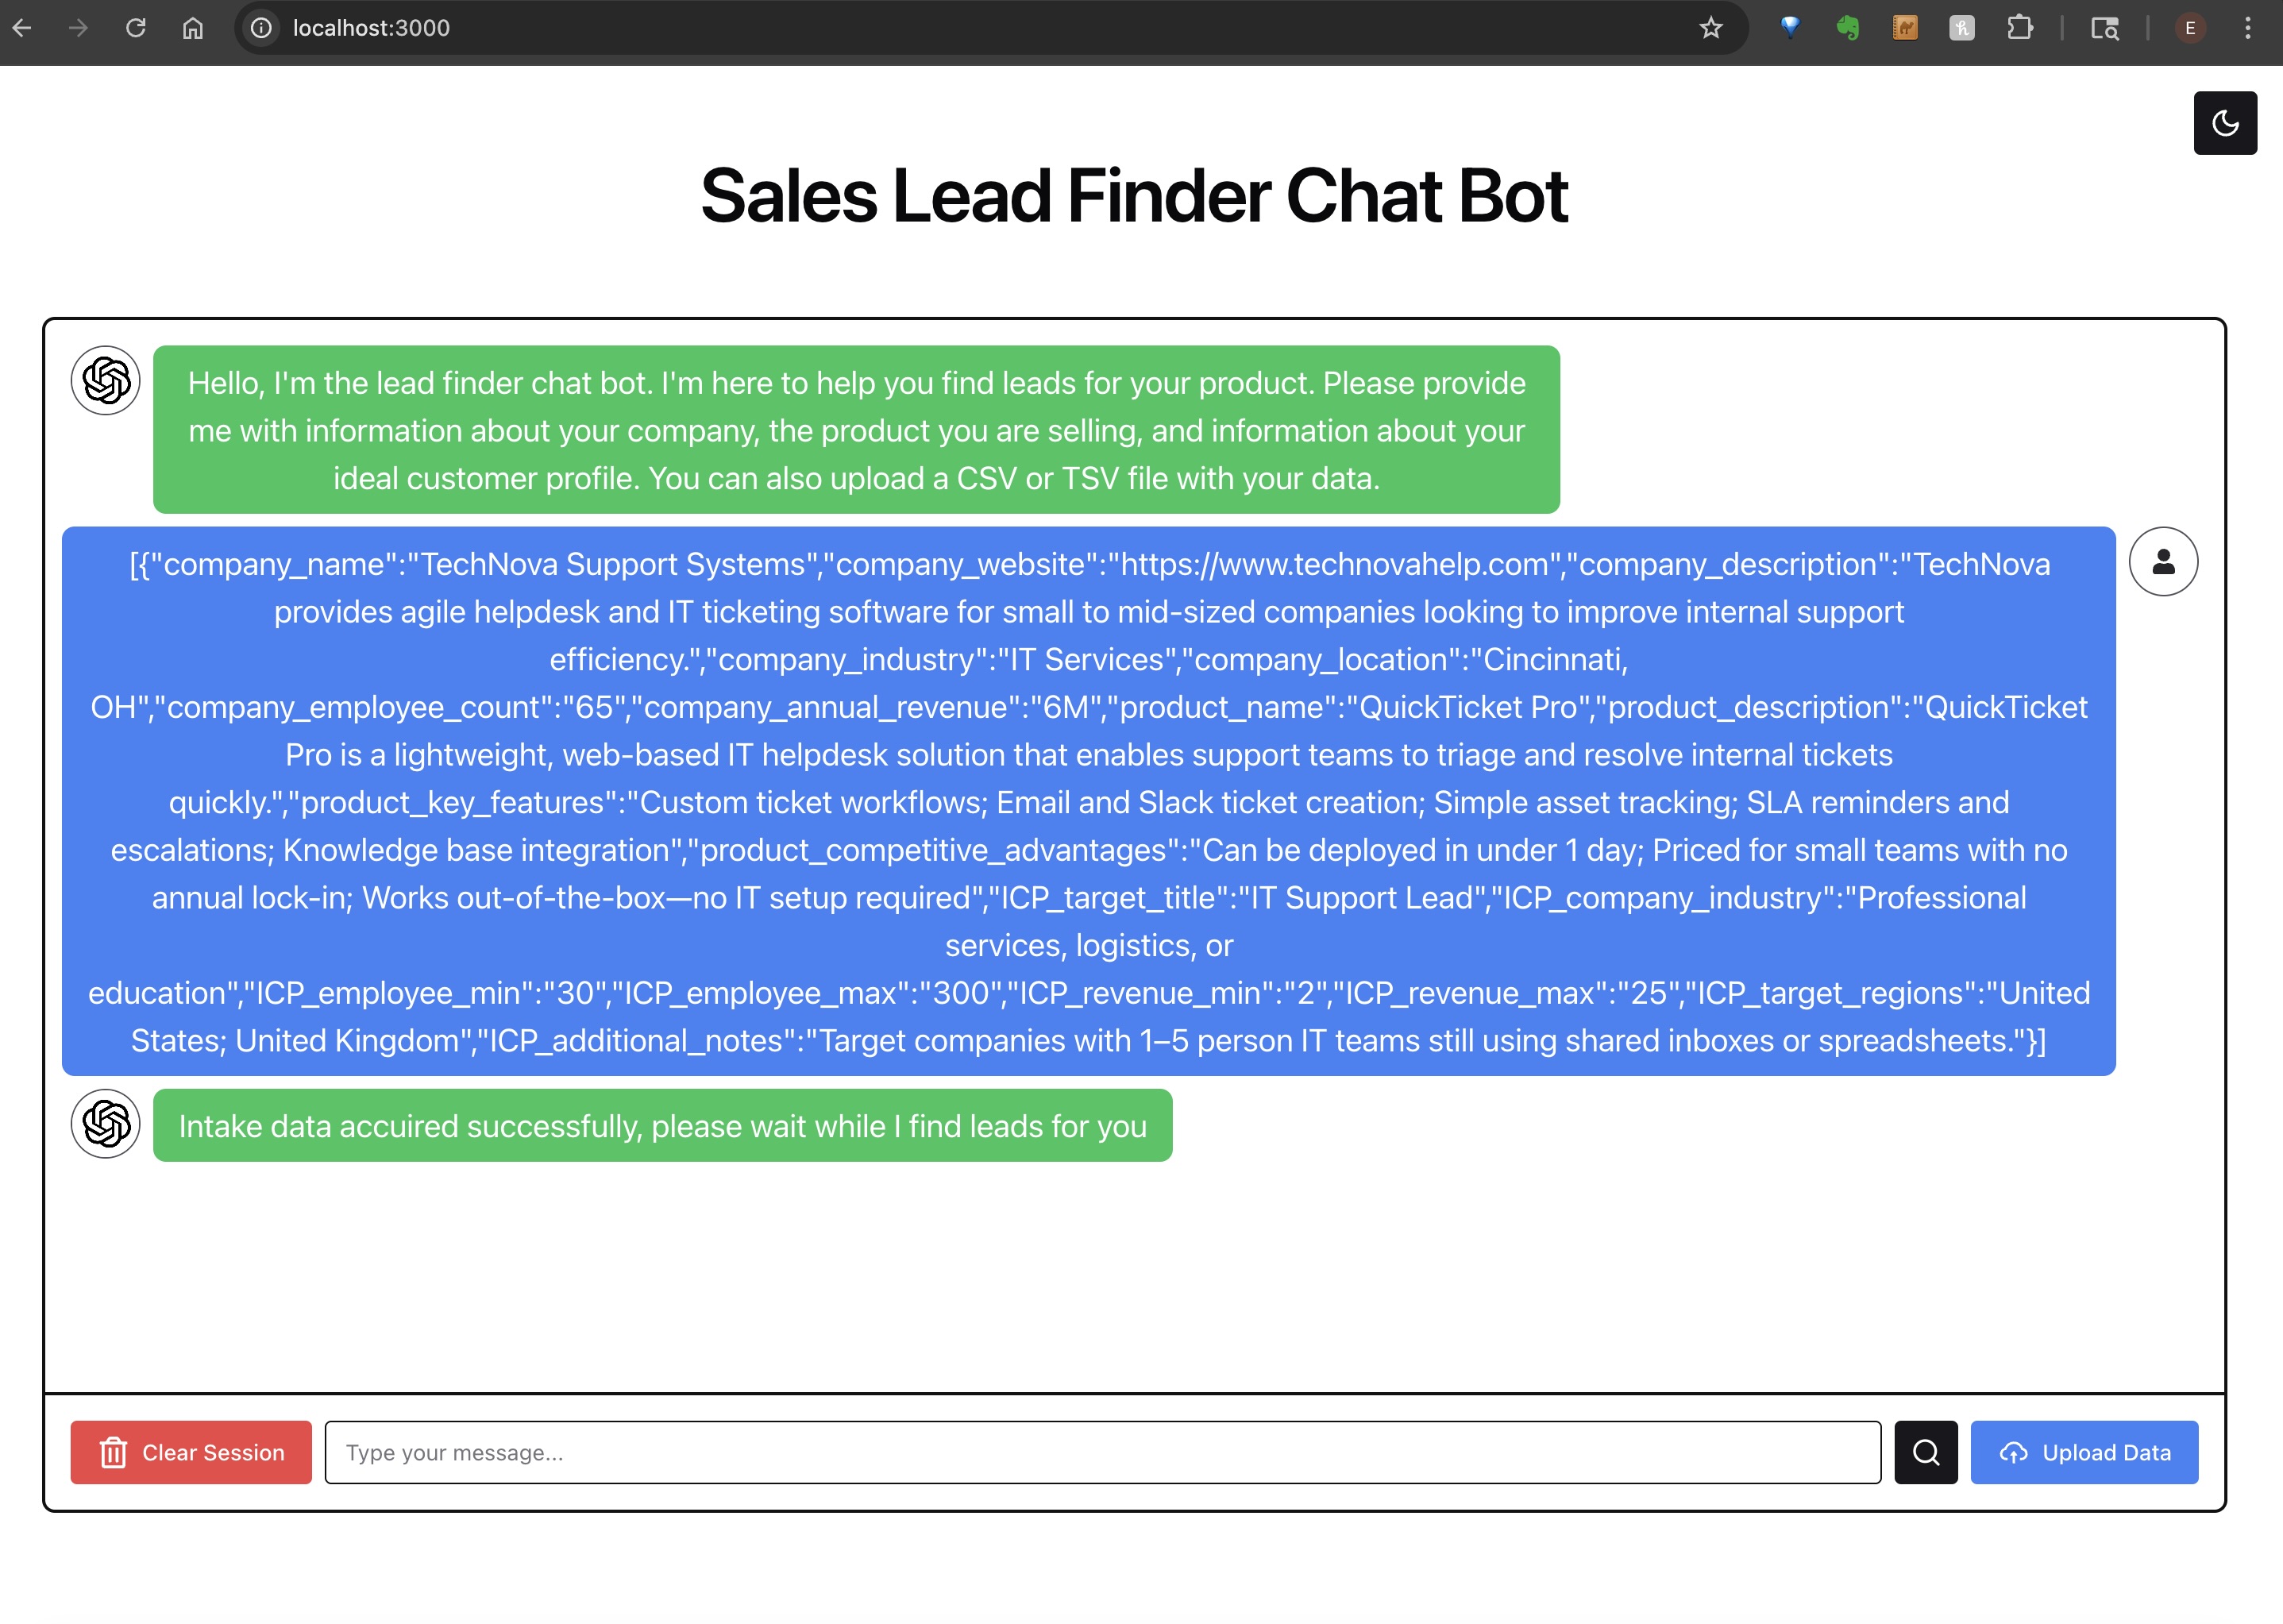 localhost:3000
E
Sales Lead Finder Chat Bot
Hello, I'm the lead finder chat bot. I'm here to help you find leads for your product. Please provide
me with information about your company, the product you are selling, and information about your
ideal customer profile. You can also upload a CSV or TSV file with your data.
[{"company_name":"TechNova Support Systems","company_website":"https://www.technovahelp.com","company_description":"TechNova
provides agile helpdesk and IT ticketing software for small to mid-sized companies looking to improve internal support
efficiency.","company_industry":"IT Services","company_location":"Cincinnati,
OH","company_employee_count":"65","company_annual_revenue":"6M","product_name":"QuickTicket Pro","product_description":"QuickTicket
Pro is a lightweight, web-based IT helpdesk solution that enables support teams to triage and resolve internal tickets
quickly.","product_key_features":"Custom ticket workflows; Email and Slack ticket creation; Simple asset tracking; SLA reminders and
escalations; Knowledge base integration","product_competitive_advantages":"Can be deployed in under 1 day; Priced for small teams with no
annual lock-in; Works out-of-the-box—no IT setup required","ICP_target_title":"IT Support Lead","ICP_company_industry":"Professional
services, logistics, or
education","ICP_employee_min":"30","ICP_employee_max":"300","ICP_revenue_min":"2","ICP_revenue_max":"25","ICP_target_regions":"United
States; United Kingdom","ICP_additional_notes":"Target companies with 1–5 person IT teams still using shared inboxes or spreadsheets."}]
Intake data accuired successfully, please wait while I find leads for you
Clear Session
Type your message...
Upload Data